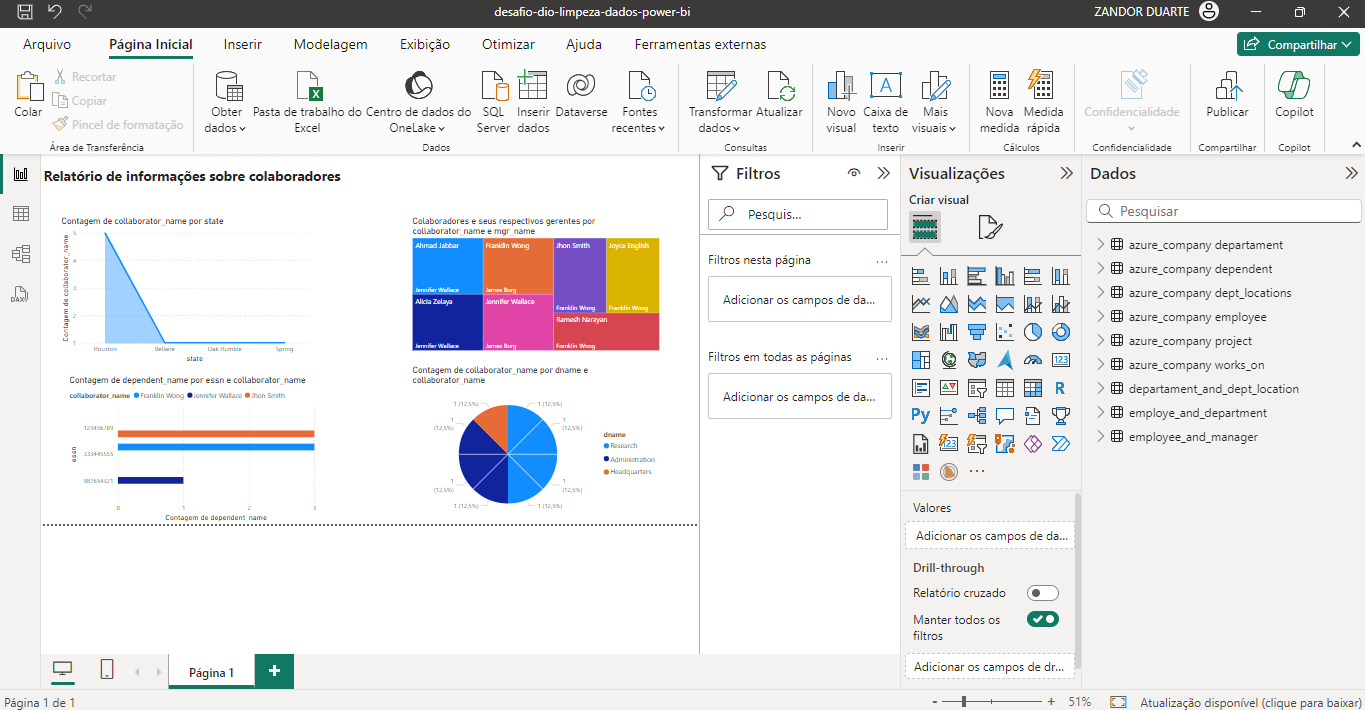 desafio-dio-limpeza-dados-power-bi
ZANDOR DUARTE
Arquivo
Página Inicial
Inserir
Modelagem
Exibição
Otimizar
Ajuda
Ferramentas externas
Compartilhar
Colar
Recortar
Copiar
Pincel de formatação
Área de Transferência
Obter
dados
Pasta de trabalho do
Excel
Centro de dados do
OneLake
SQL
Server
Inserir
dados
Dataverse
Fontes
recentes
Dados
Transformar
dados
Atualizar
Consultas
Novo
visual
Caixa de
texto
Mais
visuais
Inserir
Nova
medida
Medida
rápida
Cálculos
Confidencialidade
Confidencialidade
Publicar
Compartilhar
Copilot
Copilot
DAX
Relatório de informações sobre colaboradores
Contagem de collaborator_name por state
Contagem de collaborator_name
5
4
3
2
1
Houston
Bellaire
Oak Humble
Spring
state
Colaboradores e seus respectivos gerentes por
collaborator_name e mgr_name
Ahmad Jabbar
Jennifer Wallace
Franklin Wong
James Borg
Jhon Smith
Franklin Wong
Joyce English
Franklin Wong
Alicia Zelaya
Jennifer Wallace
Jennifer Wallace
James Borg
Ramesh Narayan
Franklin Wong
Contagem de dependent_name por essn e collaborator_name
collaborator_name
Franklin Wong
Jennifer Wallace
Jhon Smith
essn
123456789
333445555
987654321
0
1
2
3
Contagem de dependent_name
Contagem de collaborator_name por dname e
collaborator_name
1 (12,5%)
1 (12,5%)
1
(12,5%)
1
(12,5%)
1
(12,5%)
1
(12,5%)
1 (12,5%)
1 (12,5%)
dname
Research
Administration
Headquarters
Filtros
Pesquis...
Filtros nesta página
...
Adicionar os campos de da...
Filtros em todas as páginas
...
Adicionar os campos de da...
Visualizações
Criar visual
123
R
Py
123
...
Valores
Adicionar os campos de da...
Drill-through
Relatório cruzado
Manter todos os
filtros
Adicionar os campos de dr...
Dados
Pesquisar
azure_company departament
azure_company dependent
azure_company dept_locations
azure_company employee
azure_company project
azure_company works_on
departament_and_dept_location
employe_and_department
employee_and_manager
Página 1
+
Página 1 de 1
- + 51%
Atualização disponível (clique para baixar)